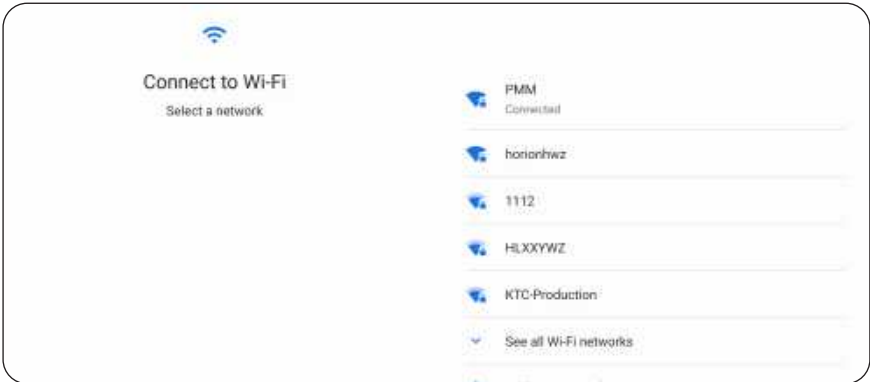 Connect to Wi-Fi
Select a network
PMM
Connected
horionhwz
1112
HLXXYWZ
KTC-Production
See all Wi-Fi networks